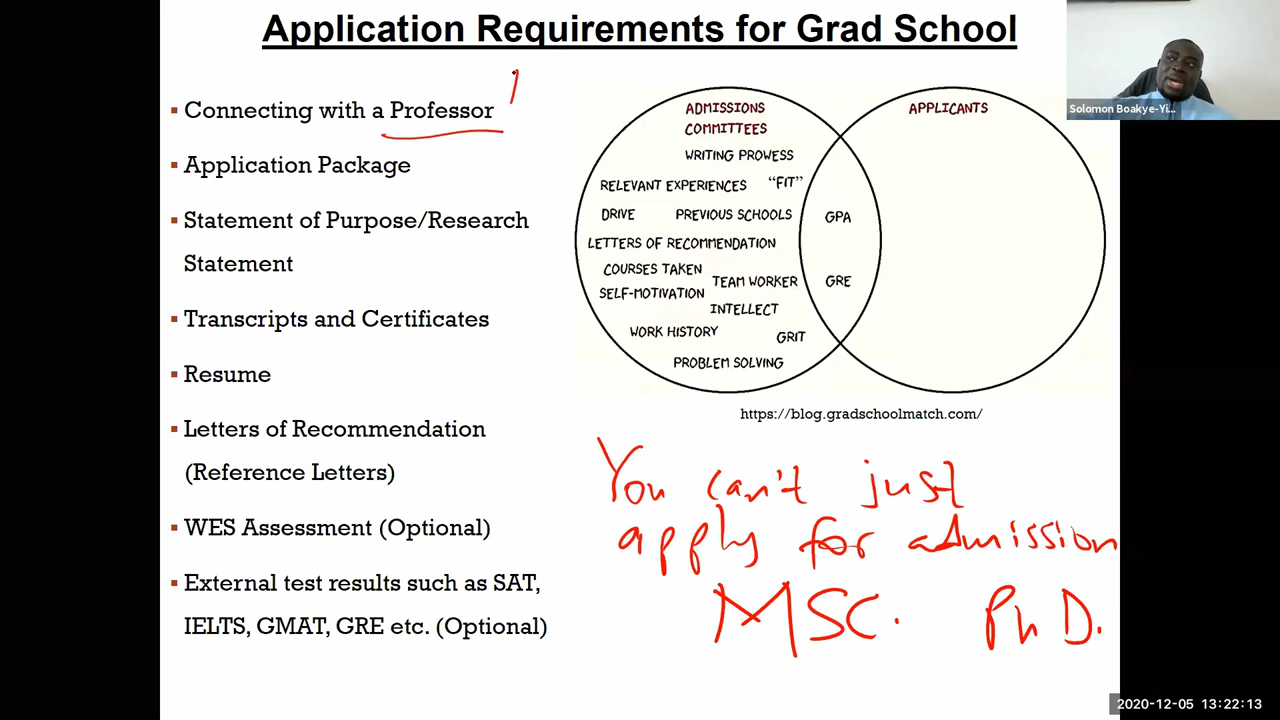 Application Requirements for Grad School
▪ Connecting with a Professor
▪ Application Package
▪ Statement of Purpose/Research
Statement
▪ Transcripts and Certificates
▪ Resume
▪ Letters of Recommendation
(Reference Letters)
▪ WES Assessment (Optional)
▪ External test results such as SAT,
IELTS, GMAT, GRE etc. (Optional)
ADMISSIONS
COMMITTEES
WRITING PROWESS
RELEVANT EXPERIENCES "FIT"
DRIVE PREVIOUS SCHOOLS
LETTERS OF RECOMMENDATION
COURSES TAKEN
TEAM WORKER
SELF-MOTIVATION
INTELLECT
WORK HISTORY
GRIT
PROBLEM SOLVING
GPA
GRE
APPLICANTS
https://blog.gradschoolmatch.com/
You can't just
apply for admission
MSC. Ph D.
Solomon Boakye-Yi...
2020-12-05 13:22:13